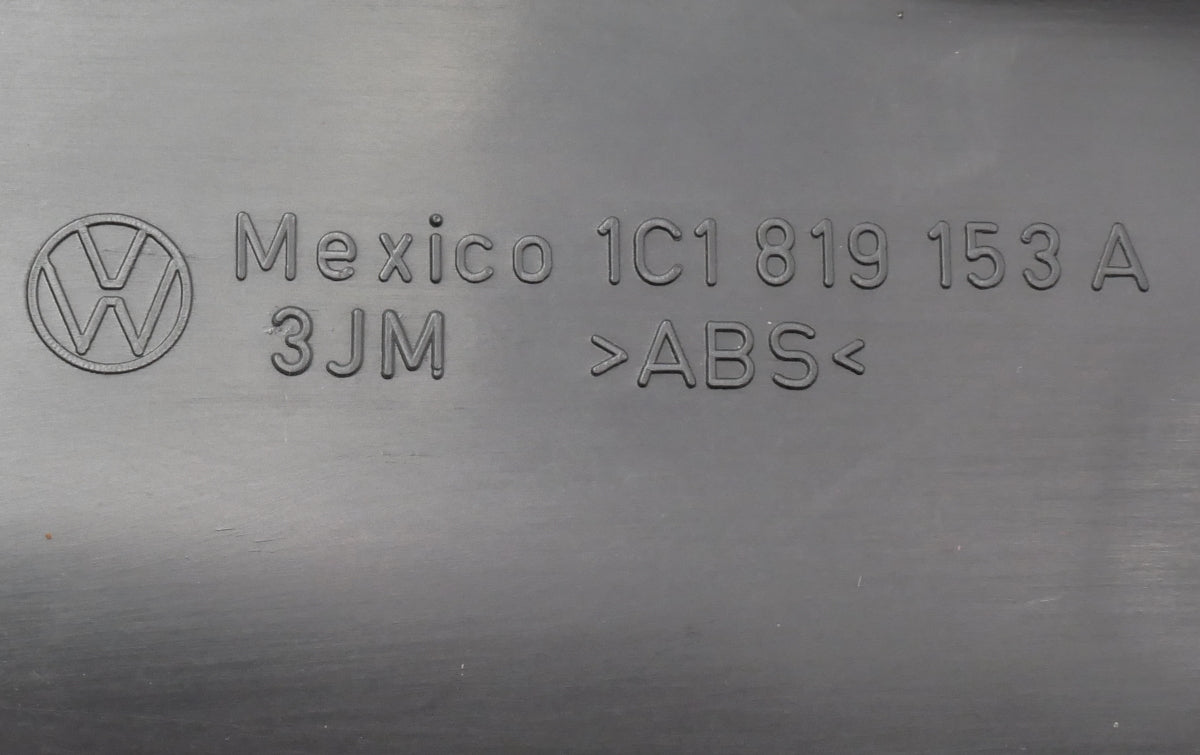 Mexico 1C1 819 153 A
3JM >ABS<